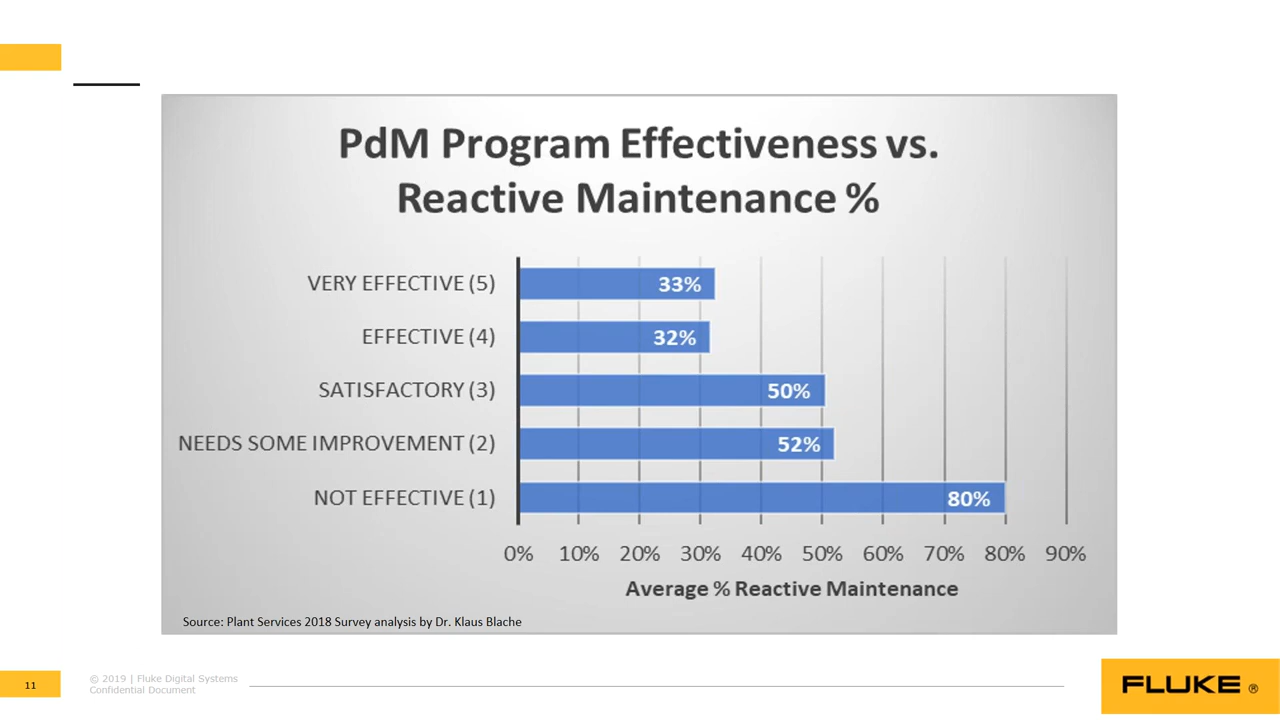 PdM Program Effectiveness vs.
Reactive Maintenance %
VERY EFFECTIVE (5)
33%
EFFECTIVE (4)
32%
SATISFACTORY (3)
50%
NEEDS SOME IMPROVEMENT (2)
52%
NOT EFFECTIVE (1)
80%
0% 10% 20% 30% 40% 50% 60% 70% 80% 90%
Average % Reactive Maintenance
Source: Plant Services 2018 Survey analysis by Dr. Klaus Blache
11
© 2019 | Fluke Digital Systems
Confidential Document
FLUKE ®